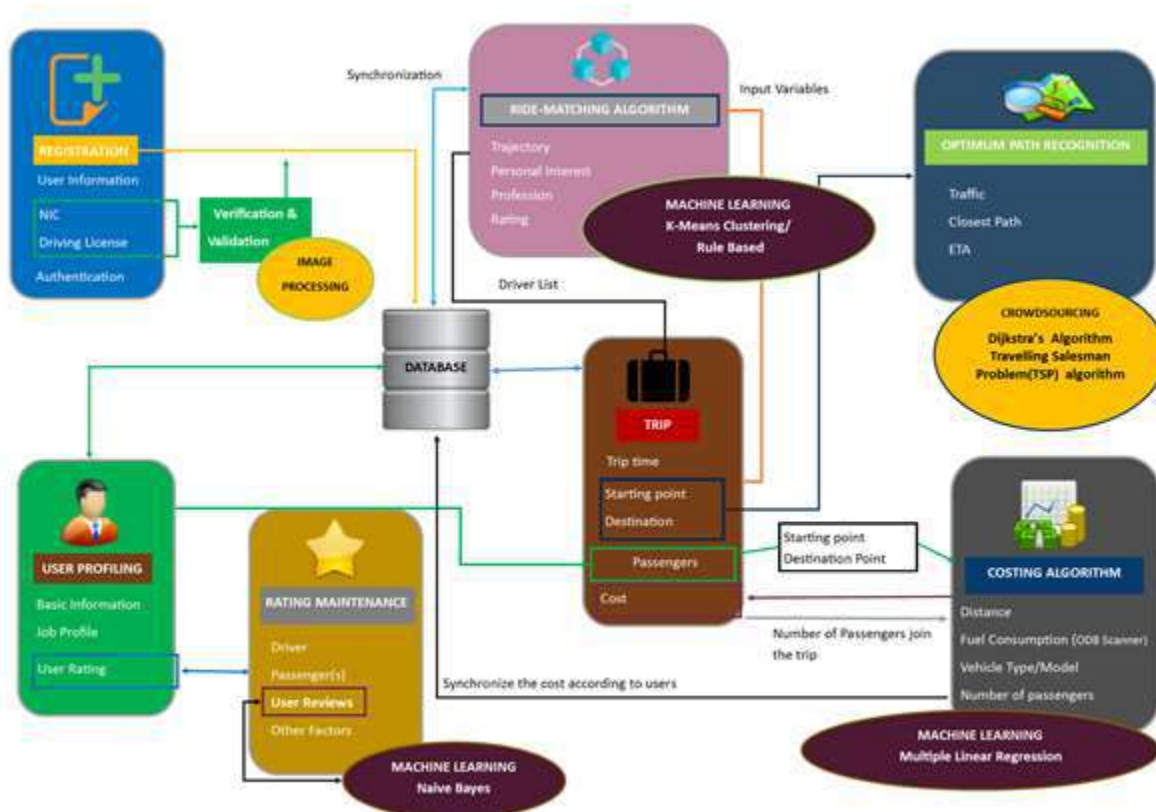 REGISTRATION
User Information
NIC
Driving License
Authentication
Verification &
Validation
IMAGE
PROCESSING
Synchronization
RIDE-MATCHING ALGORITHM
Trajectory
Personal Interest
Profession
Rating
MACHINE LEARNING
K-Means Clustering/
Rule Based
Input Variables
OPTIMUM PATH RECOGNITION
Traffic
Closest Path
ETA
CROWDSOURCING
Dijkstra's Algorithm
Travelling Salesman
Problem(TSP) algorithm
Driver List
DATABASE
TRIP
Trip time
Starting point
Destination
Passengers
Cost
USER PROFILING
Basic Information
Job Profile
User Rating
RATING MAINTENANCE
Driver
Passenger(s)
User Reviews
Other Factors
MACHINE LEARNING
Naïve Bayes
Starting point
Destination Point
Number of Passengers join
the trip
Synchronize the cost according to users
COSTING ALGORITHM
Distance
Fuel Consumption (ODB Scanner)
Vehicle Type/Model
Number of passengers
MACHINE LEARNING
Multiple Linear Regression